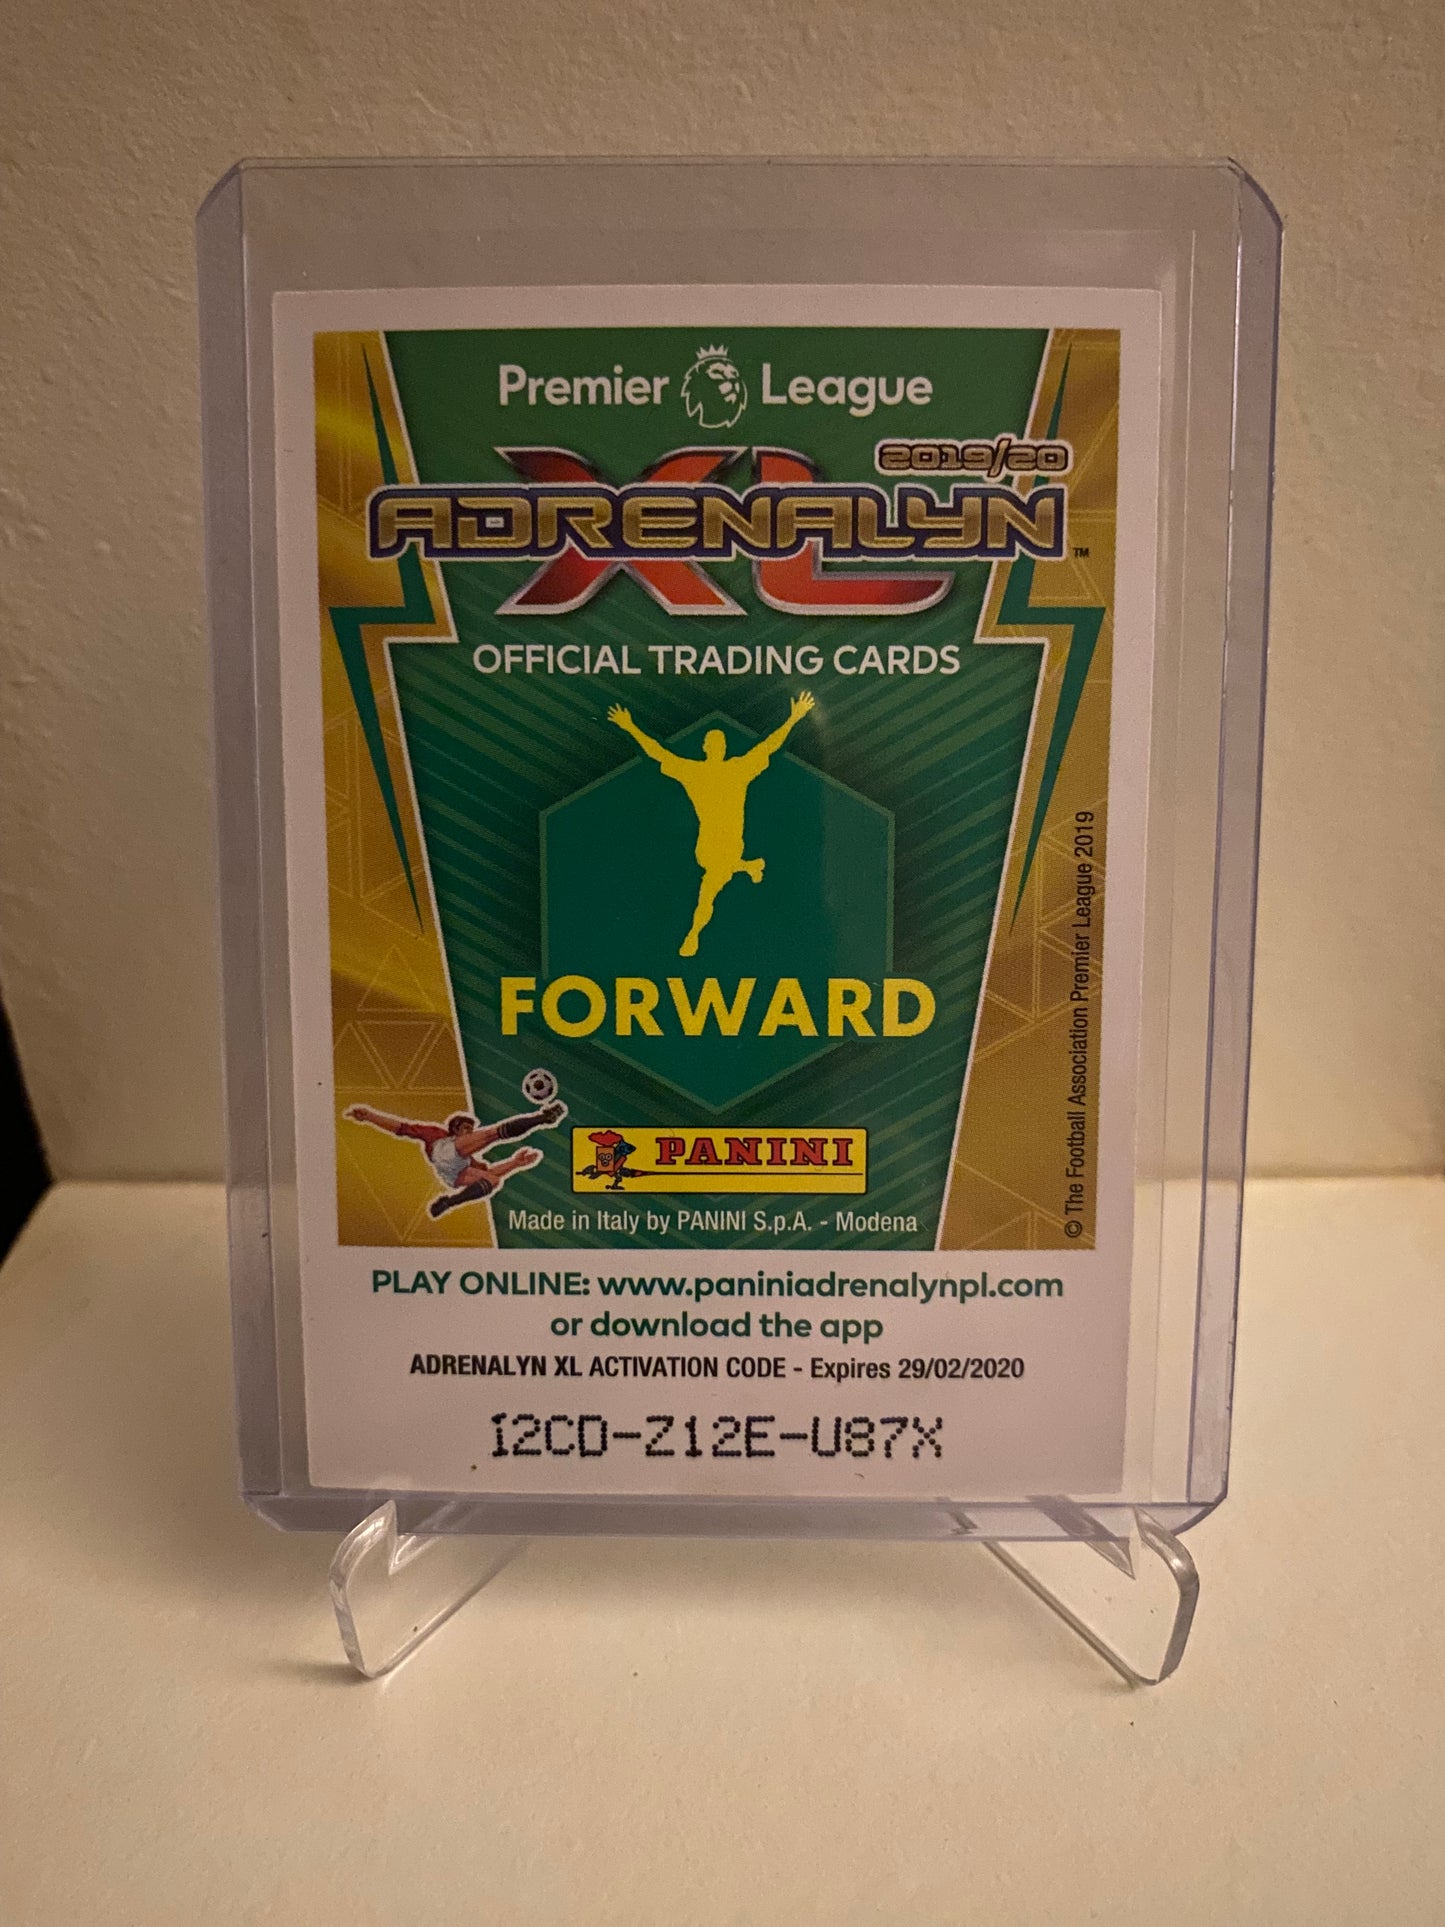 Premier League
2019/20
XL
ADRENALYN ™
OFFICIAL TRADING CARDS
FORWARD
PANINI
Made in Italy by PANINI S.p.A. - Modena
© The Football Association Premier League 2019
PLAY ONLINE: www.paniniadrenalynpl.com
or download the app
ADRENALYN XL ACTIVATION CODE - Expires 29/02/2020
12CD-Z12E-U87X